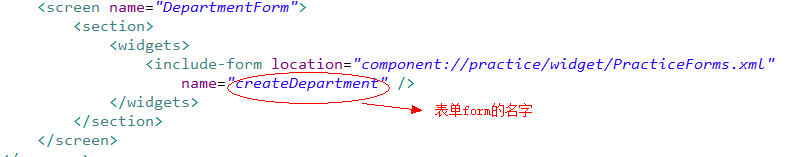 <screen name="DepartmentForm">
<section>
<widgets>
<include-form location="component://practice/widget/PracticeForms.xml"
name="createDepartment" />
</widgets>
表单form的名字
</section>
</screen>